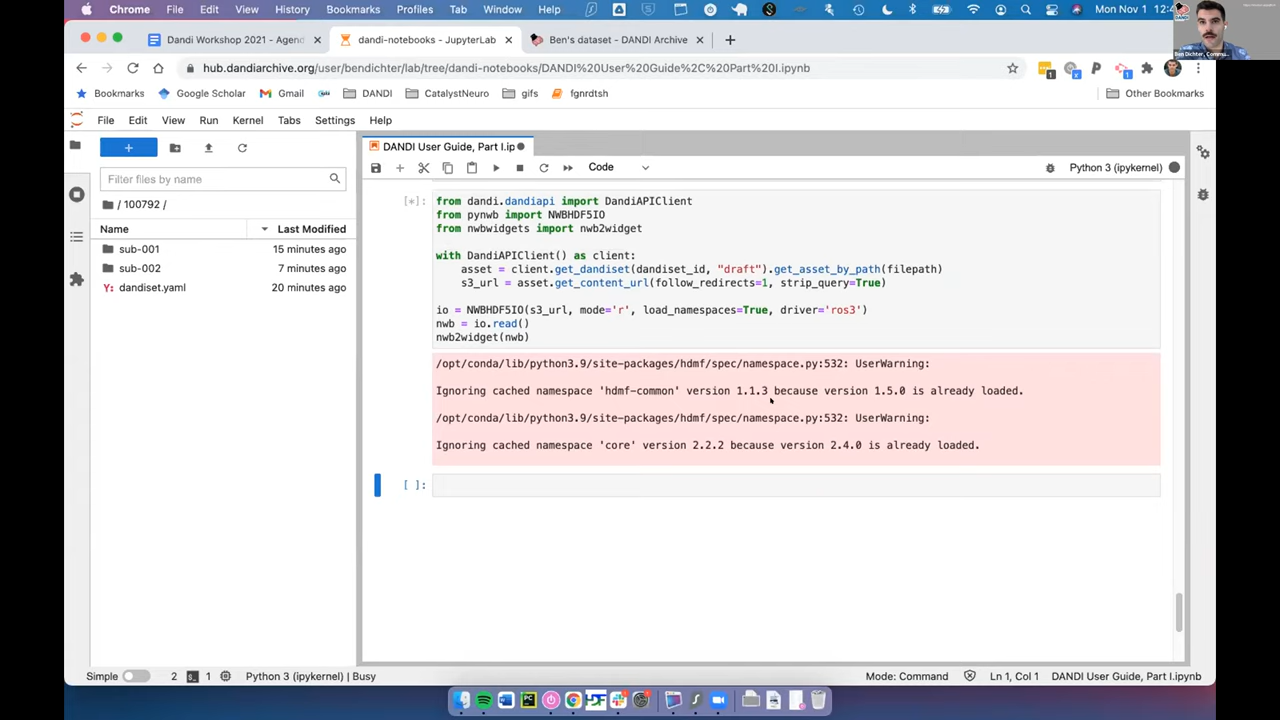 Chrome File Edit View History Bookmarks Profiles Tab Window Help
Mon Nov 1
Dandi Workshop 2021 - Agen
dandi-notebooks - JupyterLab
Ben's dataset - DANDI Archive
hub.dandiarchive.org/user/bendichter/lab/tree/dandi-notebooks/DANDI%20User%20Guide%2C%20Part%20I.ipynb
Bookmarks Google Scholar Gmail DANDI CatalystNeuro gifs fgnrdtsh Other Bookmarks
File Edit View Run Kernel Tabs Settings Help
DANDI User Guide, Part I.ip
Code
Python 3 (ipykernel)
Filter files by name
/ 100792 /
Name Last Modified
sub-001 15 minutes ago
sub-002 7 minutes ago
Y: dandiset.yaml 20 minutes ago
[*]: from dandi.dandiapi import DandiAPIClient
from pynwb import NWBHDF5IO
from nwbwidgets import nwb2widget
with DandiAPIClient() as client:
asset = client.get_dandiset(dandiset_id, "draft").get_asset_by_path(filepath)
s3_url = asset.get_content_url(follow_redirects=1, strip_query=True)
io = NWBHDF5IO(s3_url, mode='r', load_namespaces=True, driver='ros3')
nwb = io.read()
nwb2widget(nwb)
/opt/conda/lib/python3.9/site-packages/hdmf/spec/namespace.py:532: UserWarning:
Ignoring cached namespace 'hdmf-common' version 1.1.3 because version 1.5.0 is already loaded.
/opt/conda/lib/python3.9/site-packages/hdmf/spec/namespace.py:532: UserWarning:
Ignoring cached namespace 'core' version 2.2.2 because version 2.4.0 is already loaded.
[ ]:
Simple 2 1 Python 3 (ipykernel) | Busy
Mode: Command Ln 1, Col 1 DANDI User Guide, Part I.ipynb